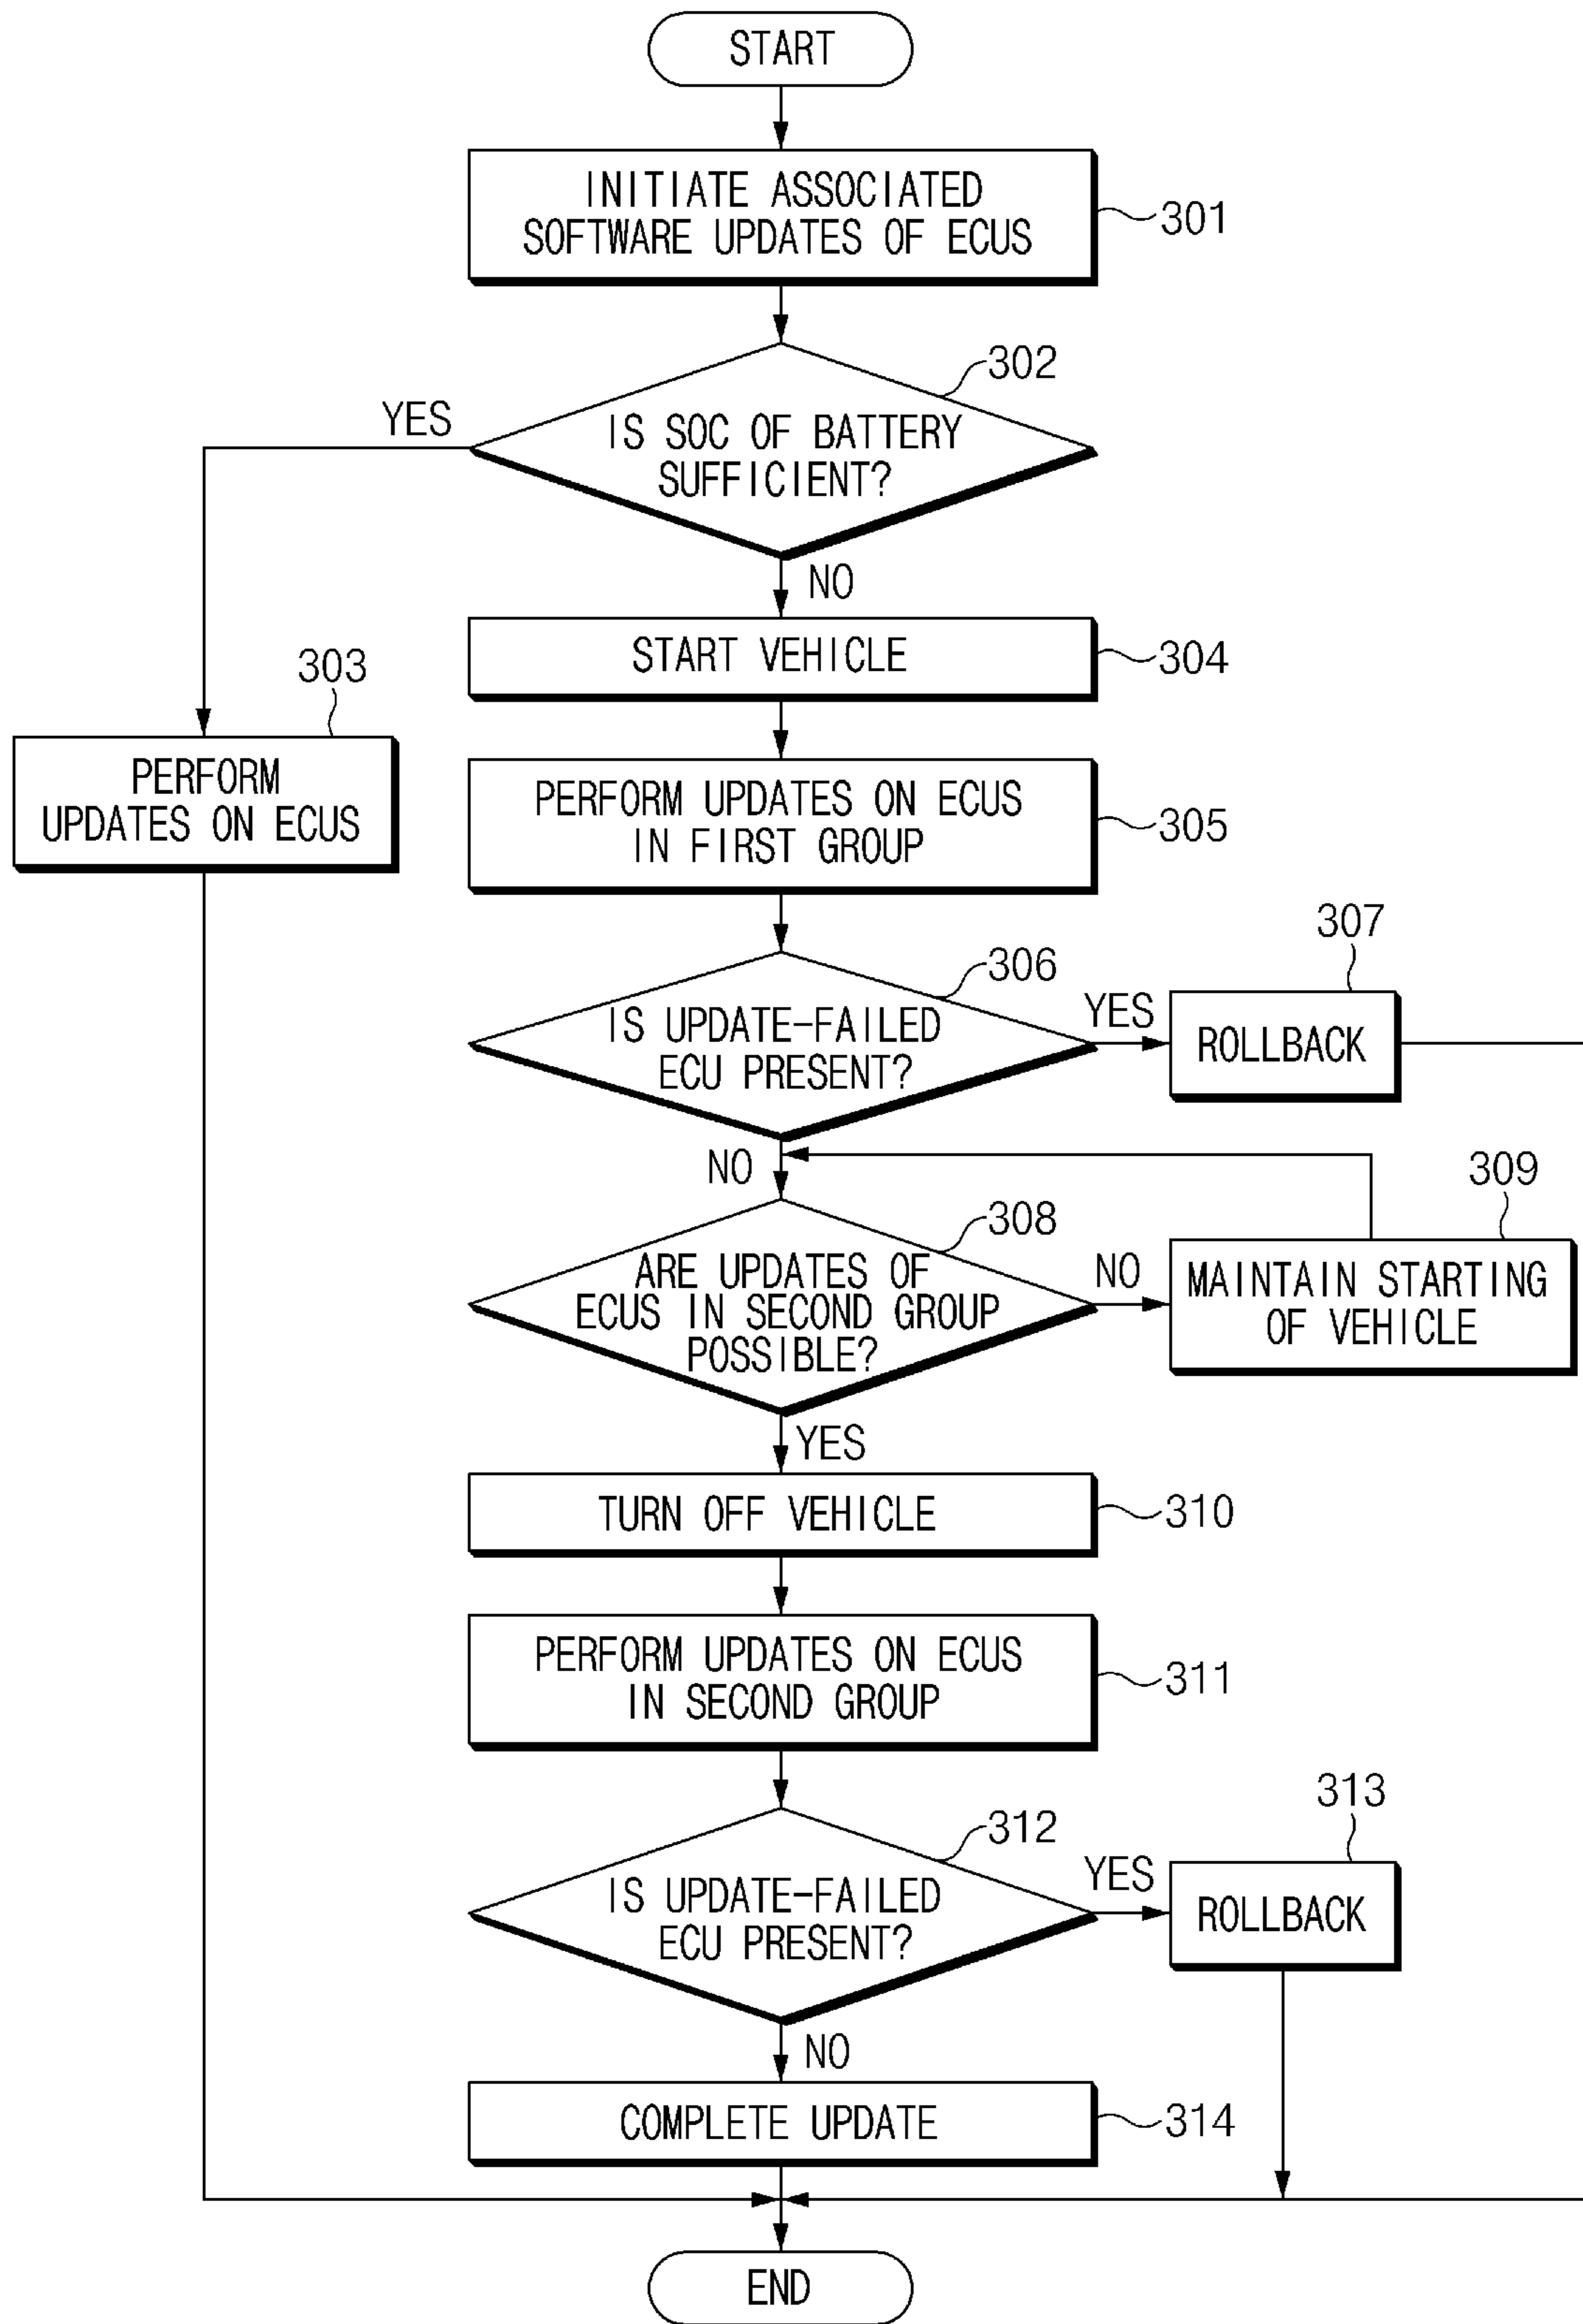 START
INITIATE ASSOCIATED
SOFTWARE UPDATES OF ECUS
301
302
YES
IS SOC OF BATTERY
SUFFICIENT?
NO
START VEHICLE
304
303
PERFORM
UPDATES ON ECUS
PERFORM UPDATES ON ECUS
IN FIRST GROUP
305
307
306
IS UPDATE-FAILED
ECU PRESENT?
YES
ROLLBACK
NO
309
308
ARE UPDATES OF
ECUS IN SECOND GROUP
POSSIBLE?
NO
MAINTAIN STARTING
OF VEHICLE
YES
TURN OFF VEHICLE
310
PERFORM UPDATES ON ECUS
IN SECOND GROUP
311
313
312
IS UPDATE-FAILED
ECU PRESENT?
YES
ROLLBACK
NO
COMPLETE UPDATE
314
END